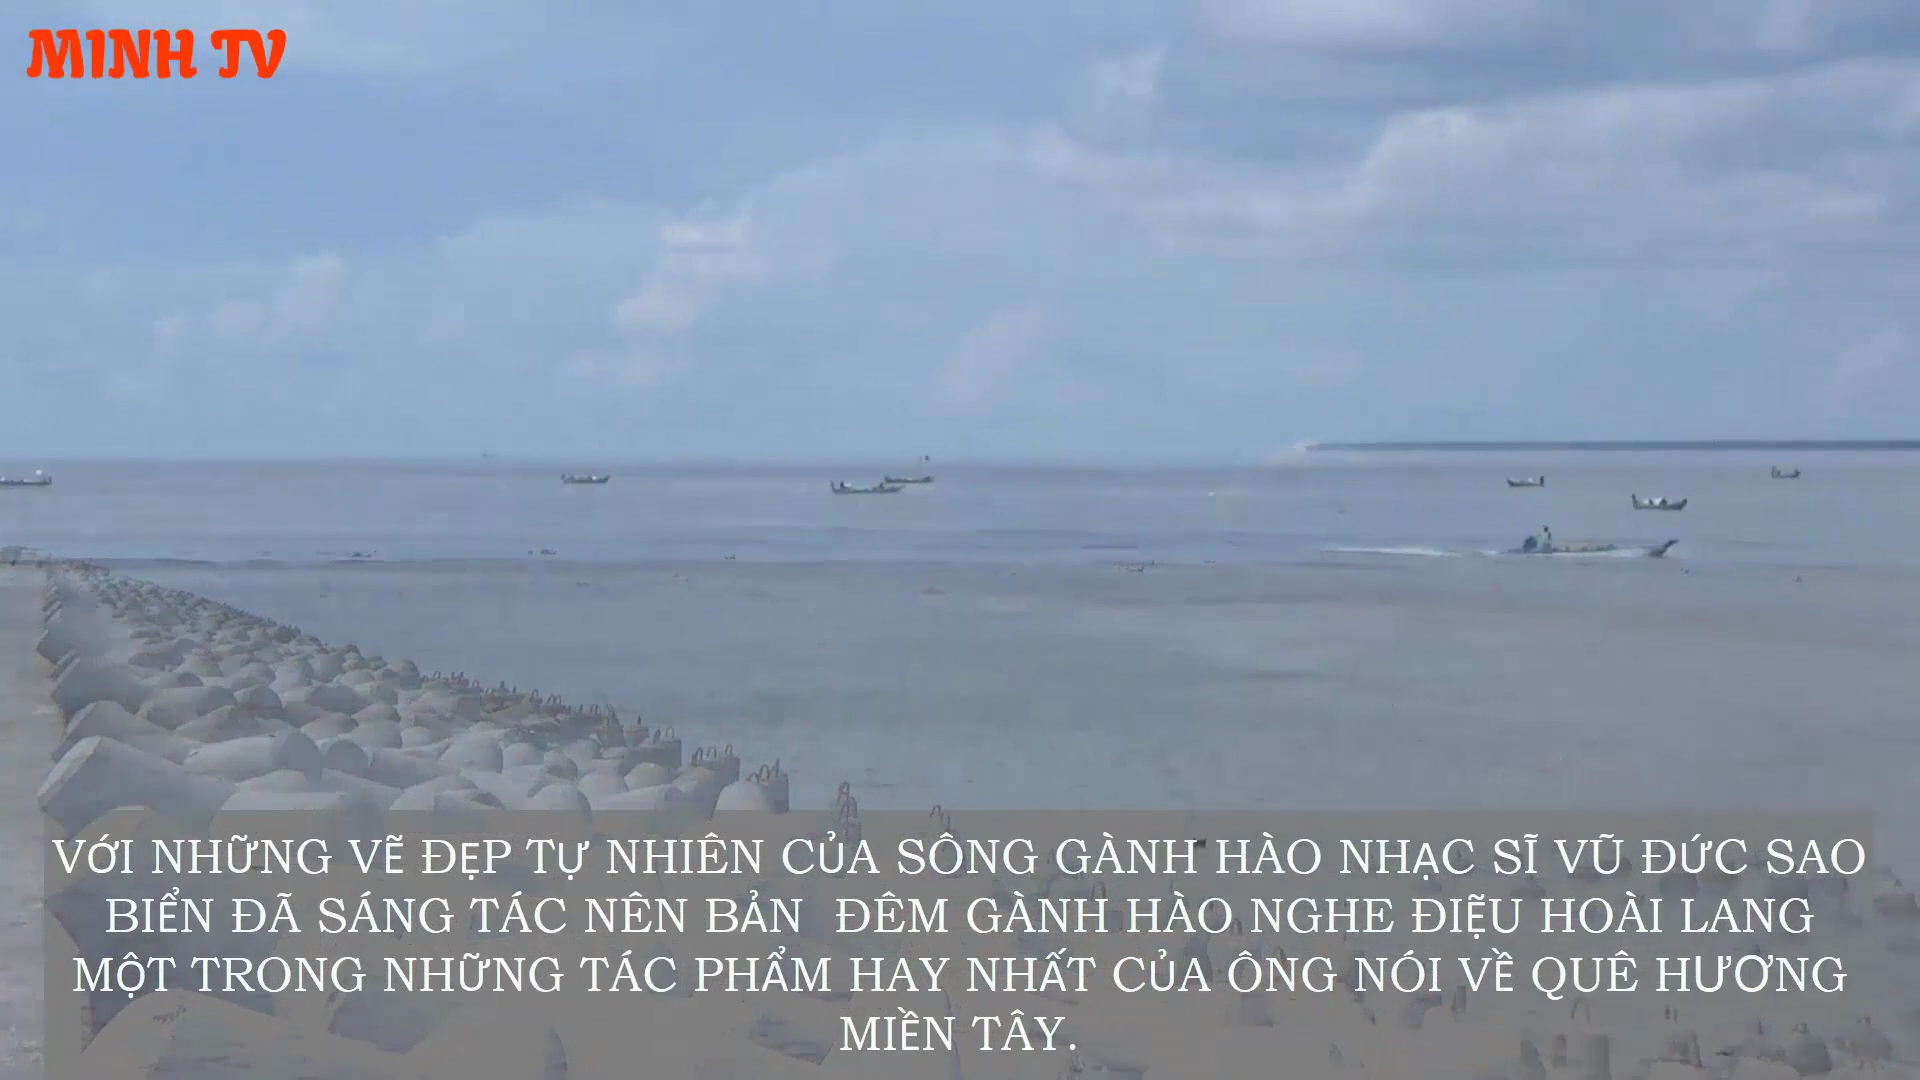 MINH TV
VỚI NHỮNG VẼ ĐẸP TỰ NHIÊN CỦA SÔNG GÀNH HÀO NHẠC SĨ VŨ ĐỨC SAO
BIỂN ĐÃ SÁNG TÁC NÊN BẢN ĐÊM GÀNH HÀO NGHE ĐIỆU HOÀI LANG
MỘT TRONG NHỮNG TÁC PHẨM HAY NHẤT CỦA ÔNG NÓI VỀ QUÊ HƯƠNG
MIỀN TÂY.